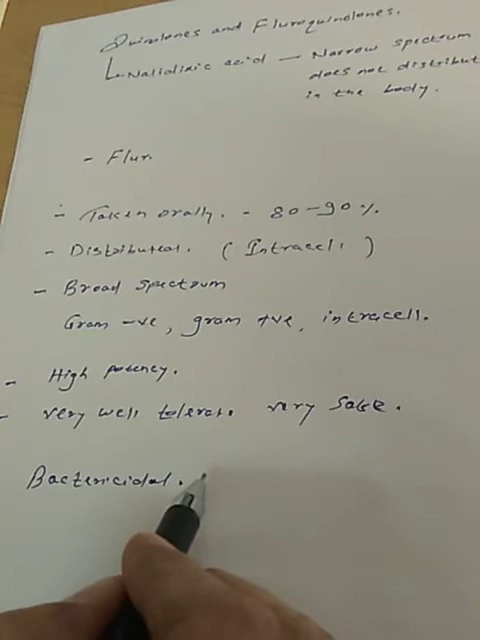 Quinolones and Fluroquinolones.
Nalidixic acid — Narrow spectrum
does not distribut
in the body.
- Flur.
- Taken orally. - 80-90%.
- Distributed. (Intracel.)
- Broad spectrum
Gram -ve, gram +ve, intracell.
- High potency.
- very well tolerat. very safe.
Bactericidal.